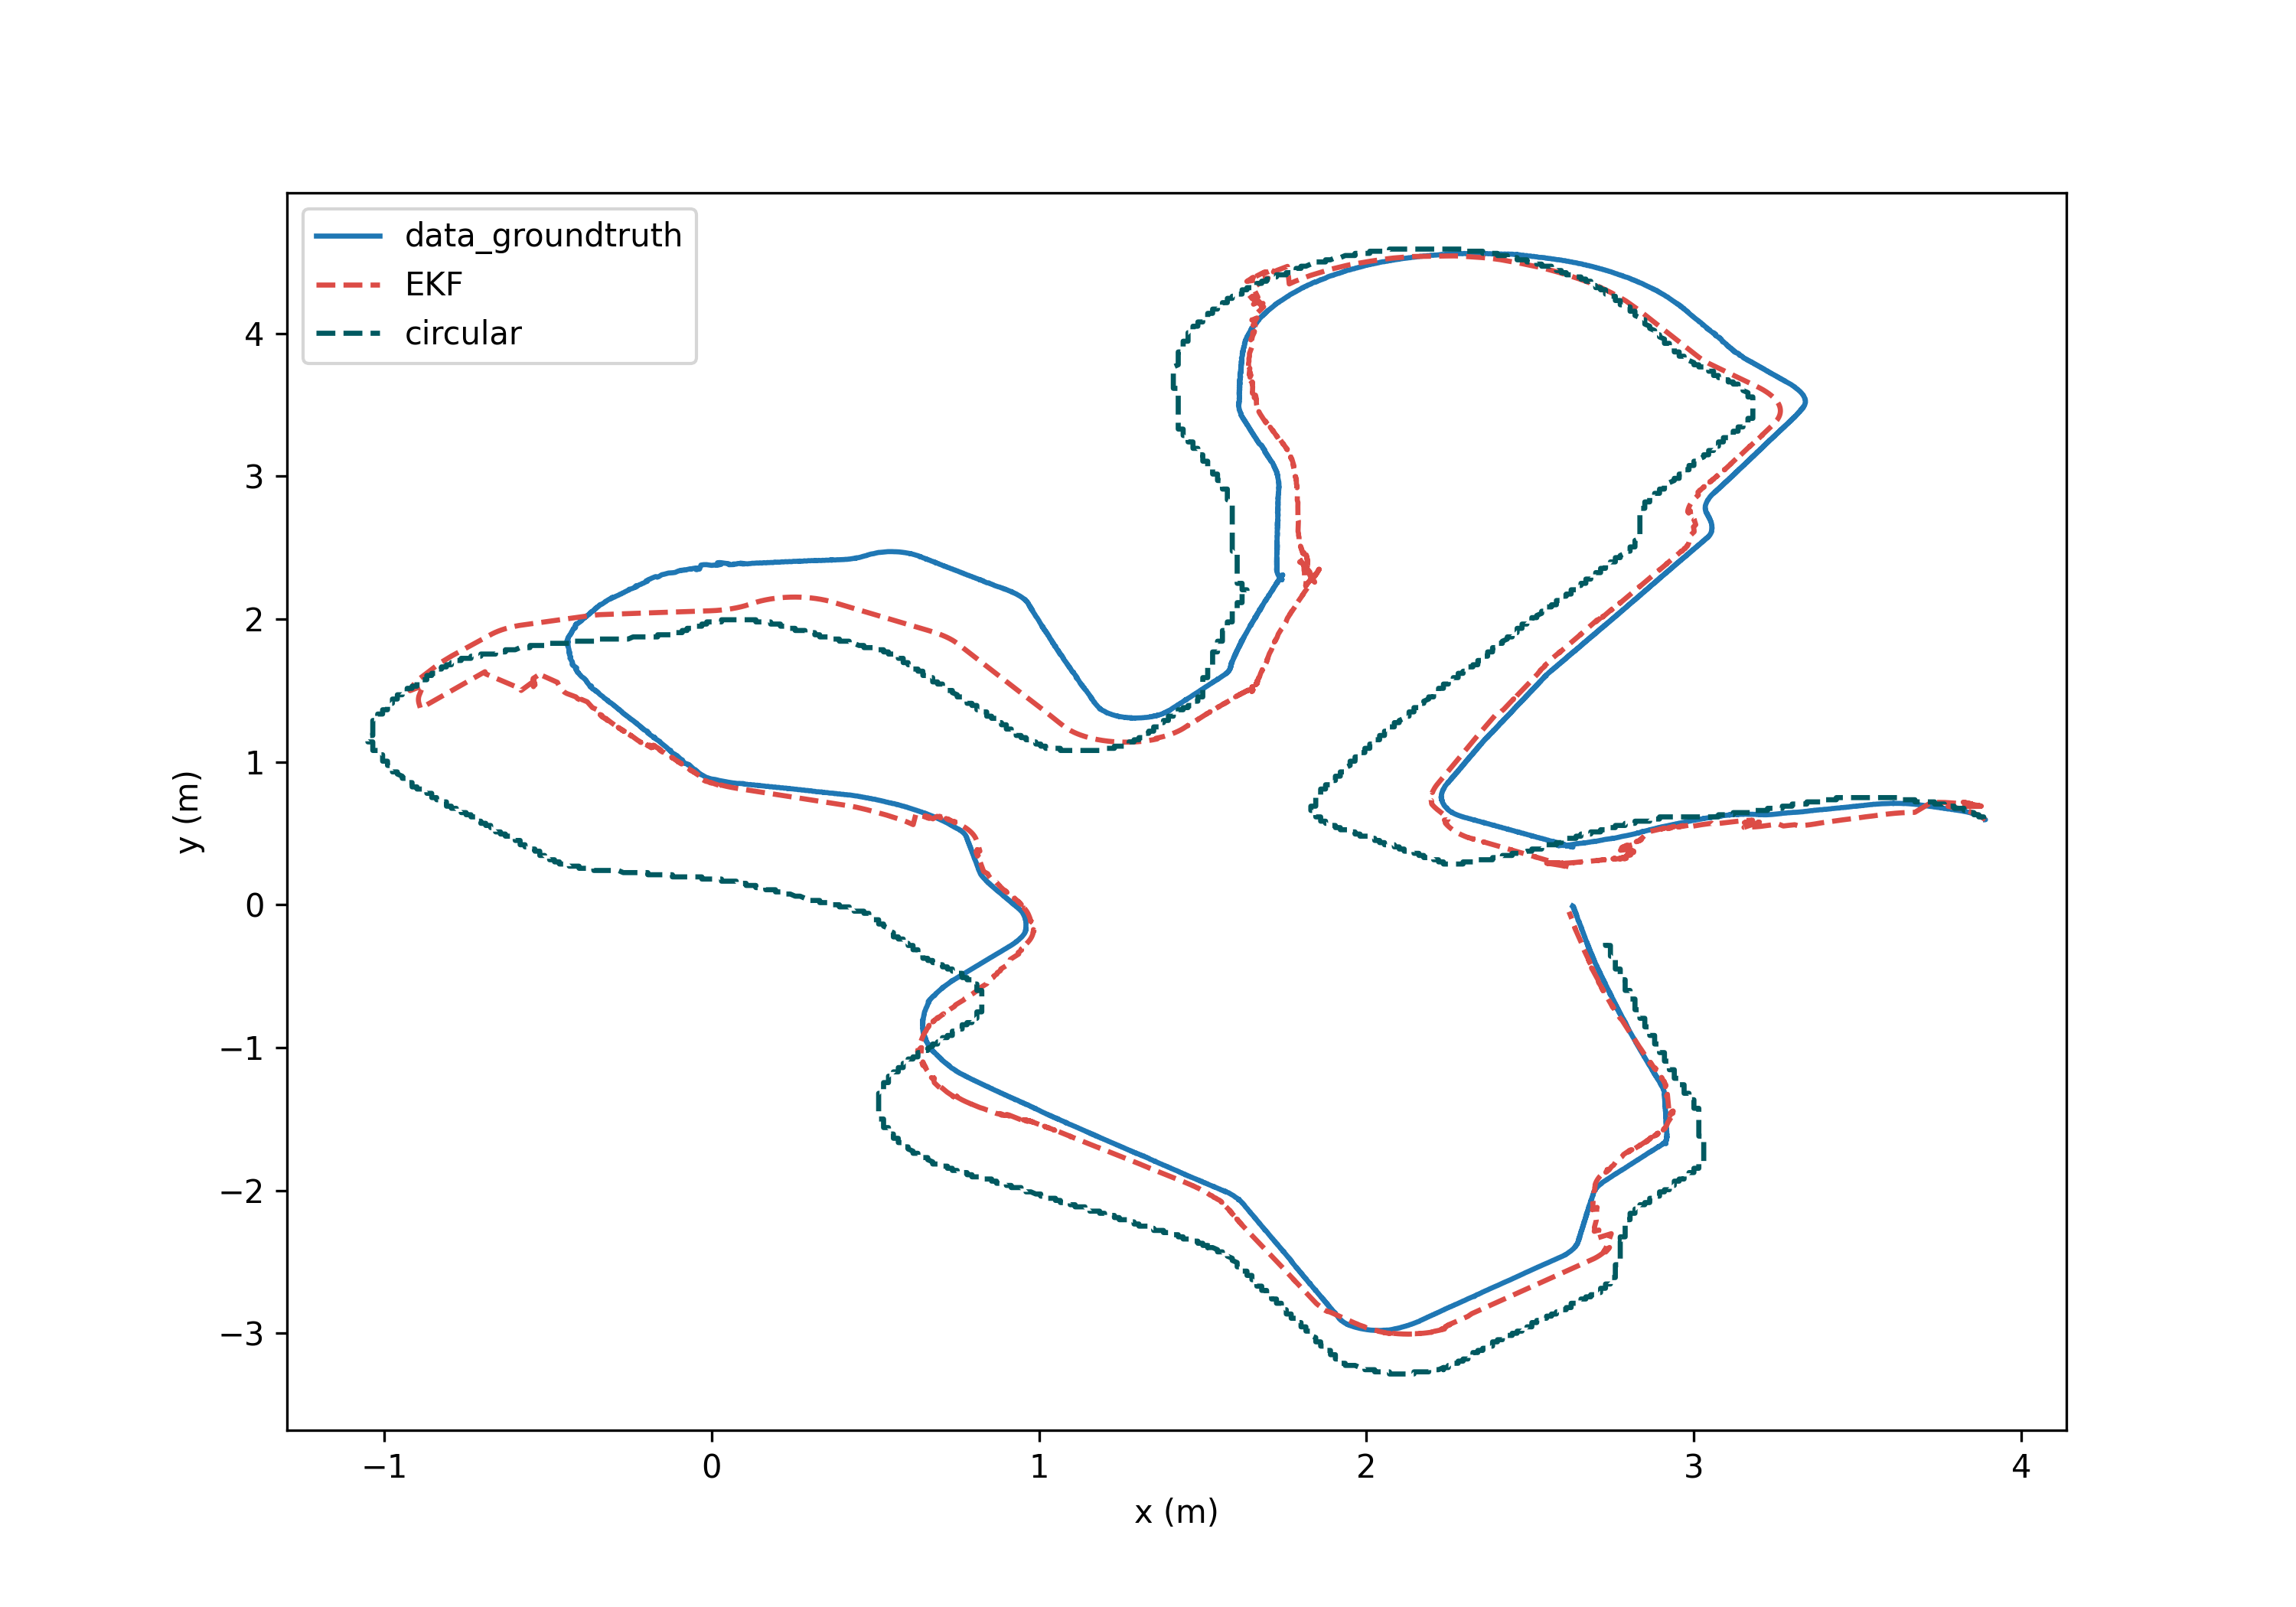 data_groundtruth
EKF
circular
4
3
2
1
0
−1
−2
−3
y (m)
−1 0 1 2 3 4
x (m)